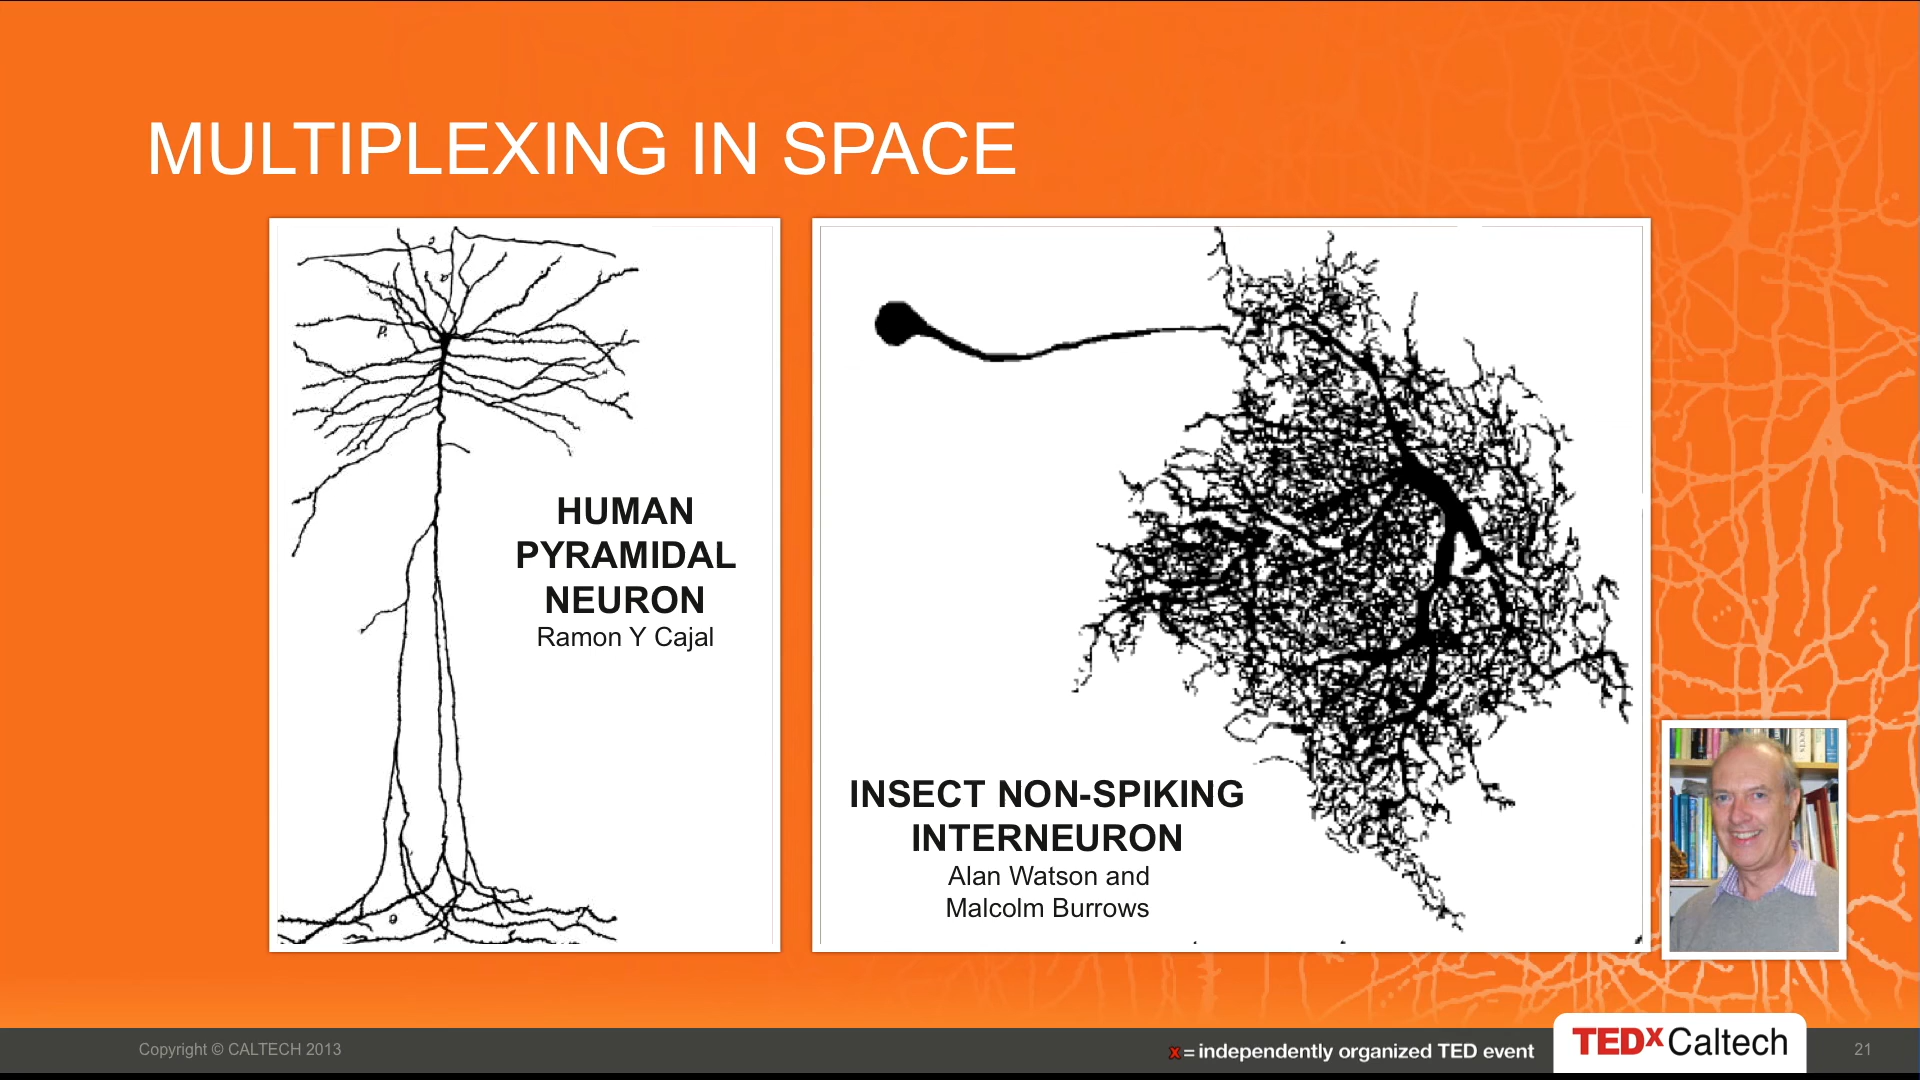 MULTIPLEXING IN SPACE
HUMAN
PYRAMIDAL
NEURON
Ramon Y Cajal
INSECT NON-SPIKING
INTERNEURON
Alan Watson and
Malcolm Burrows
Copyright © CALTECH 2013
x = independently organized TED event
TEDxCaltech
21